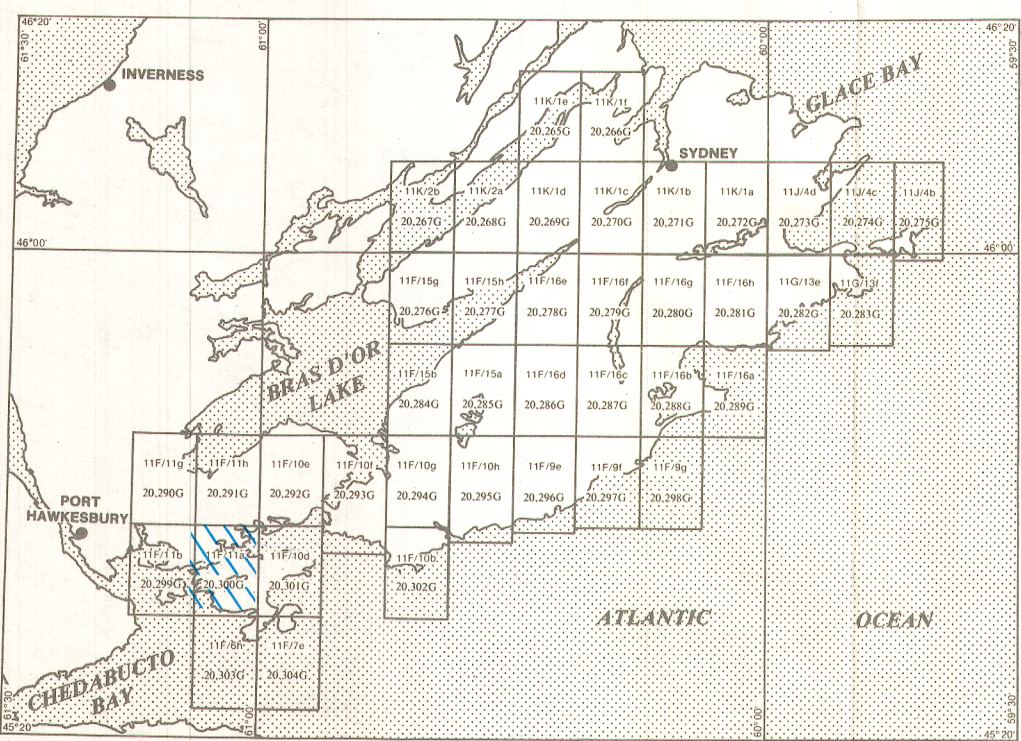 46°20'
61°30'
61°00'
60°00'
46°20'
59°30'
INVERNESS
GLACE BAY
11K/1e
11K/1f
20,265G
20,266G
SYDNEY
11K/2b
11K/2a
11K/1d
11K/1c
11K/1b
11K/1a
11J/4d
11J/4c
11J/4b
20,267G
20,268G
20,269G
20,270G
20,271G
20,272G
20,273G
20,274G
20,275G
46°00'
46°00'
11F/15g
11F/15h
11F/16e
11F/16f
11F/16g
11F/16h
11G/13e
11G/13f
20,276G
20,277G
20,278G
20,279G
20,280G
20,281G
20,282G
20,283G
BRAS D'OR
LAKE
11F/15b
11F/15a
11F/16d
11F/16c
11F/16b
11F/16a
20,284G
20,285G
20,286G
20,287G
20,288G
20,289G
11F/11g
11F/11h
11F/10e
11F/10f
11F/10g
11F/10h
11F/9e
11F/9f
11F/9g
20,290G
20,291G
20,292G
20,293G
20,294G
20,295G
20,296G
20,297G
20,298G
PORT
HAWKESBURY
11F/11b
11F/11a
11F/10d
11F/10b
20,299G
20,300G
20,301G
20,302G
ATLANTIC OCEAN
11F/6h
11F/7e
20,303G
20,304G
CHEDABUCTO
BAY
61°30'
45°20'
61°00'
60°00'
59°30'
45°20'